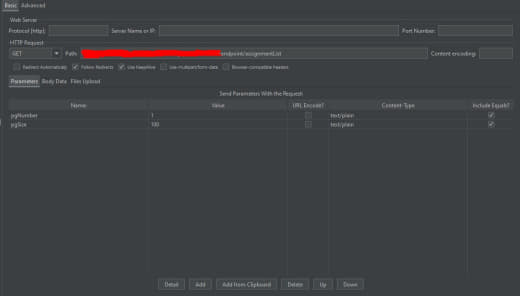 Basic Advanced
Web Server
Protocol [http]: Server Name or IP: Port Number:
HTTP Request
GET Path: endpoint/assignmentList Content encoding:
Redirect Automatically Follow Redirects Use KeepAlive Use multipart/form-data Browser-compatible headers
Parameters Body Data Files Upload
Send Parameters With the Request:
Name: Value URL Encode? Content-Type Include Equals?
pgNumber 1 text/plain
pgSize 100 text/plain
Detail Add Add from Clipboard Delete Up Down